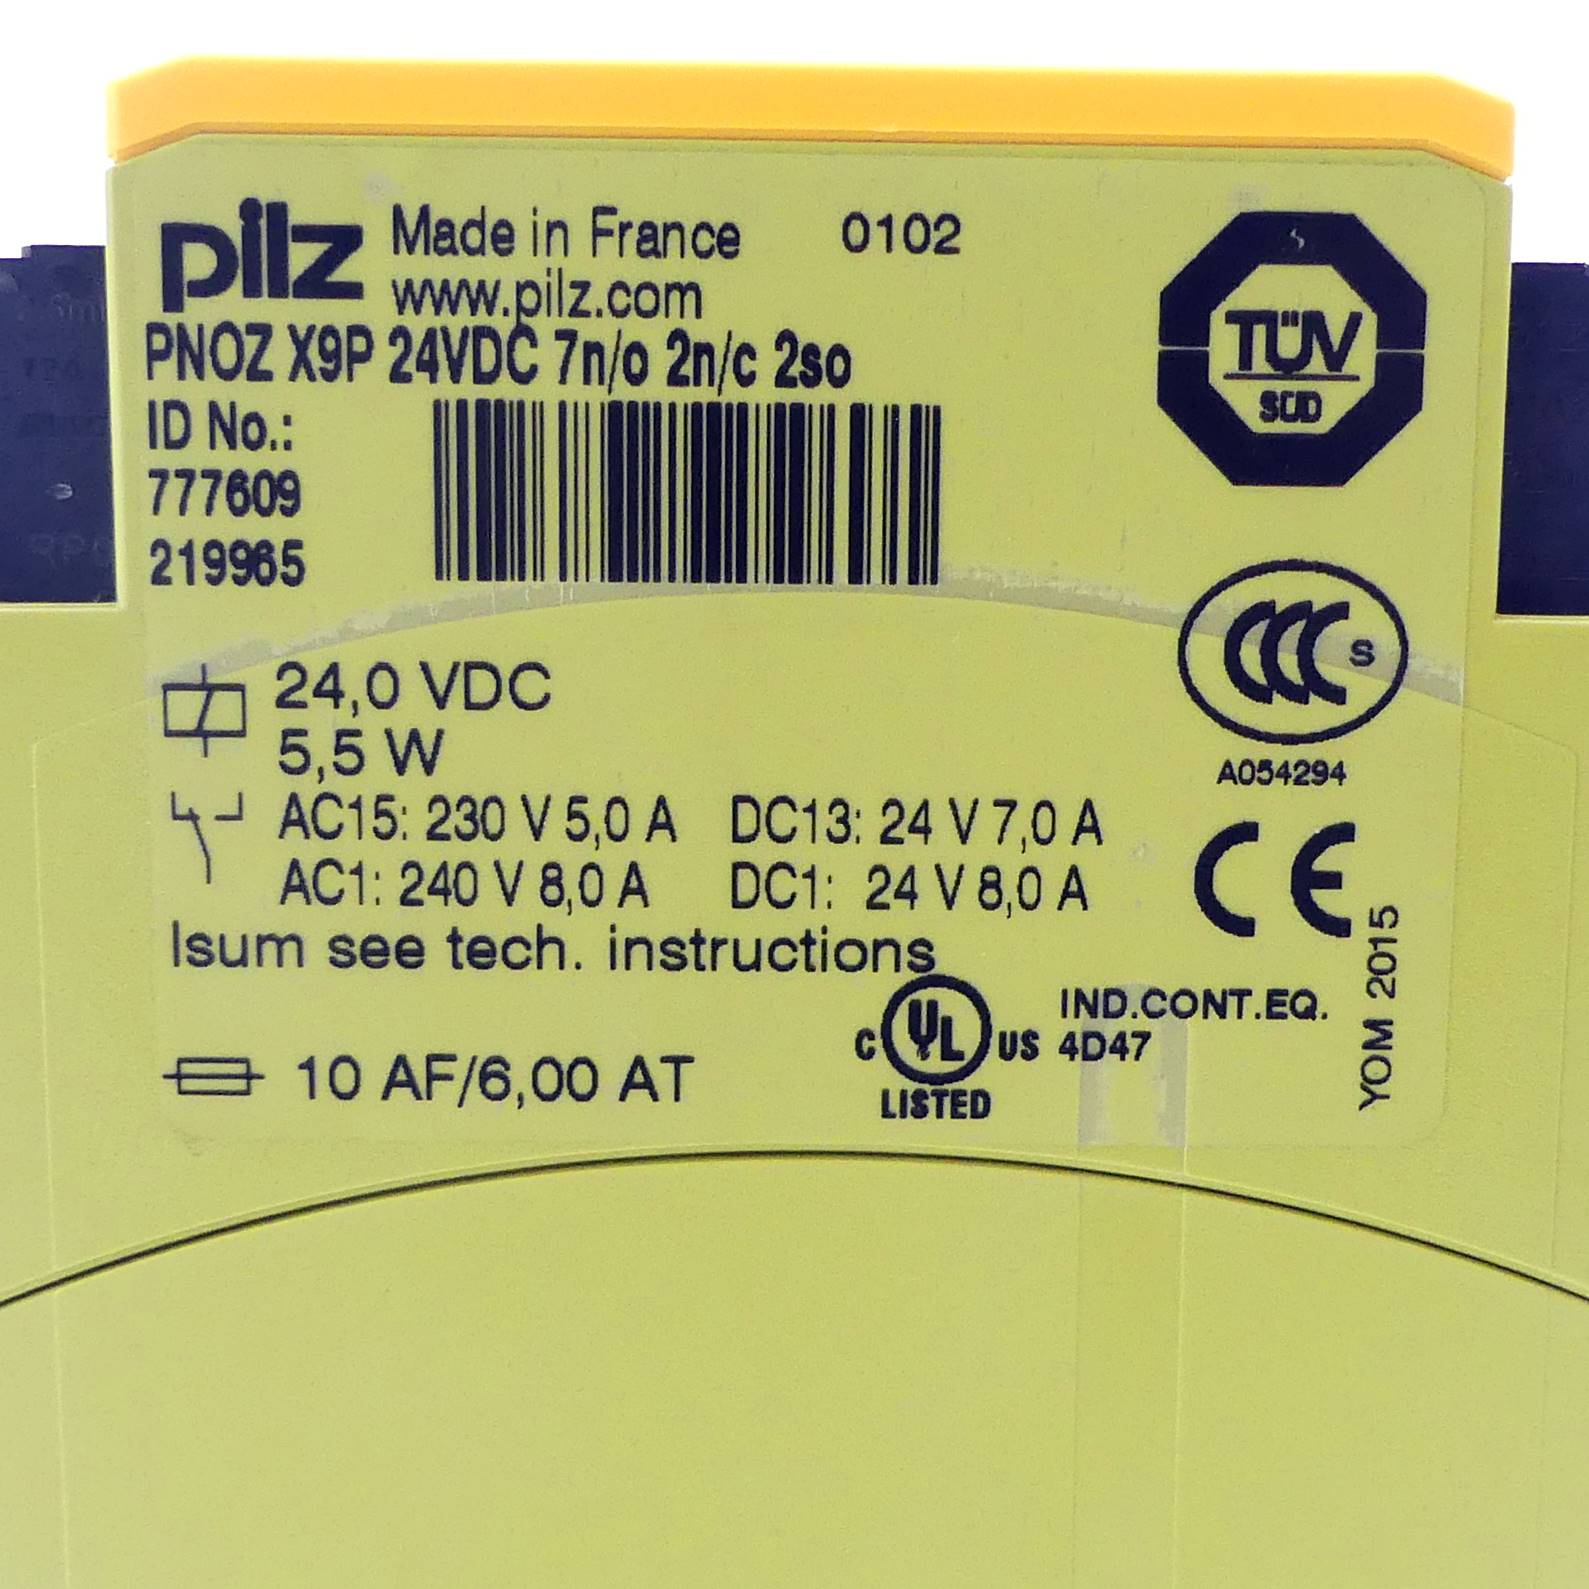 pilz Made in France 0102
www.pilz.com
PNOZ X9P 24VDC 7n/o 2n/c 2so
ID No.:
777609
219965
TÜV
SÜD
CCC S
A054294
24,0 VDC
5,5 W
AC15: 230 V 5,0 A DC13: 24 V 7,0 A
AC1: 240 V 8,0 A DC1: 24 V 8,0 A
Isum see tech. instructions
CE
YOM 2015
C UL US IND.CONT.EQ.
LISTED 4D47
10 AF/6,00 AT